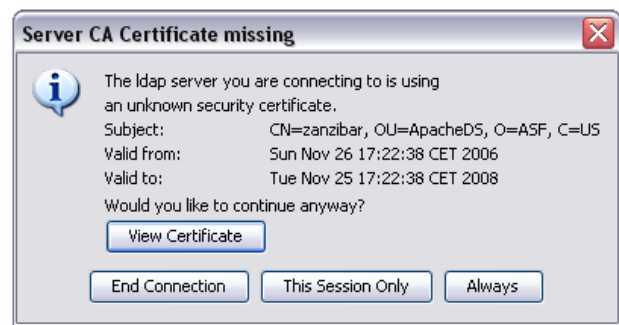 Server CA Certificate missing
The ldap server you are connecting to is using
an unknown security certificate.
Subject: CN=zanzibar, OU=ApacheDS, O=ASF, C=US
Valid from: Sun Nov 26 17:22:38 CET 2006
Valid to: Tue Nov 25 17:22:38 CET 2008
Would you like to continue anyway?
View Certificate
End Connection This Session Only Always